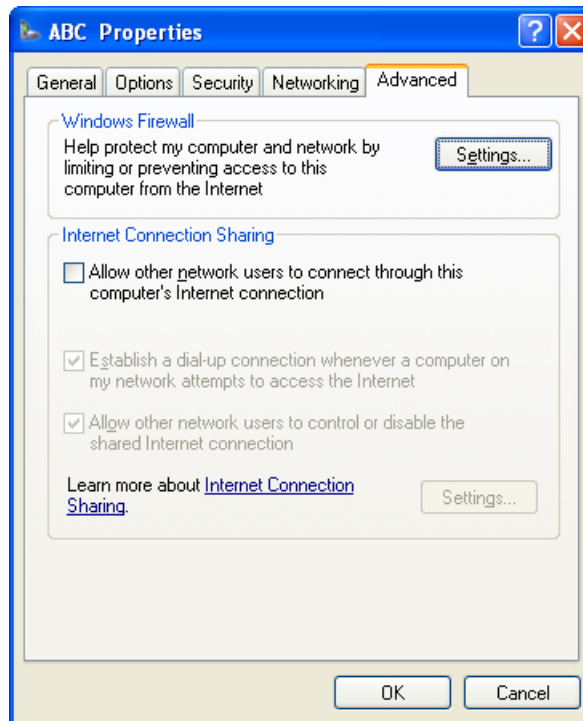 ABC Properties
General Options Security Networking Advanced
Windows Firewall
Help protect my computer and network by
limiting or preventing access to this
computer from the Internet
Settings...
Internet Connection Sharing
Allow other network users to connect through this
computer's Internet connection
Establish a dial-up connection whenever a computer on
my network attempts to access the Internet
Allow other network users to control or disable the
shared Internet connection
Learn more about Internet Connection
Sharing.
Settings...
OK Cancel